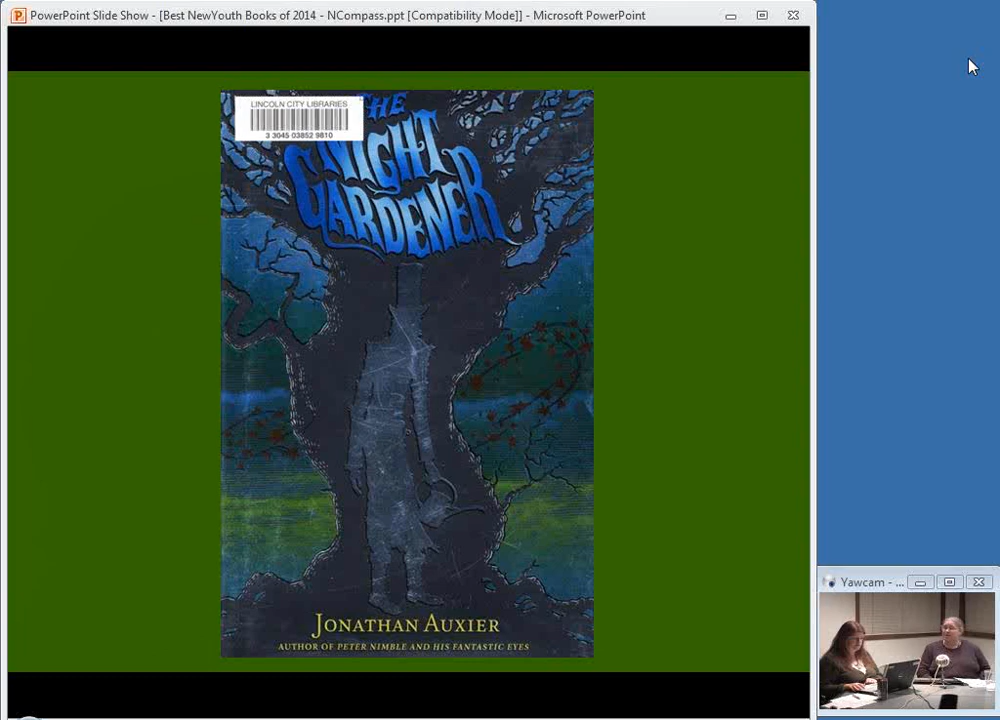 PowerPoint Slide Show - [Best NewYouth Books of 2014 - NCompass.ppt [Compatibility Mode]] - Microsoft PowerPoint
LINCOLN CITY LIBRARIES
3 3045 03852 9810
THE
NIGHT
GARDENER
JONATHAN AUXIER
AUTHOR OF PETER NIMBLE AND HIS FANTASTIC EYES
Yawcam - ...